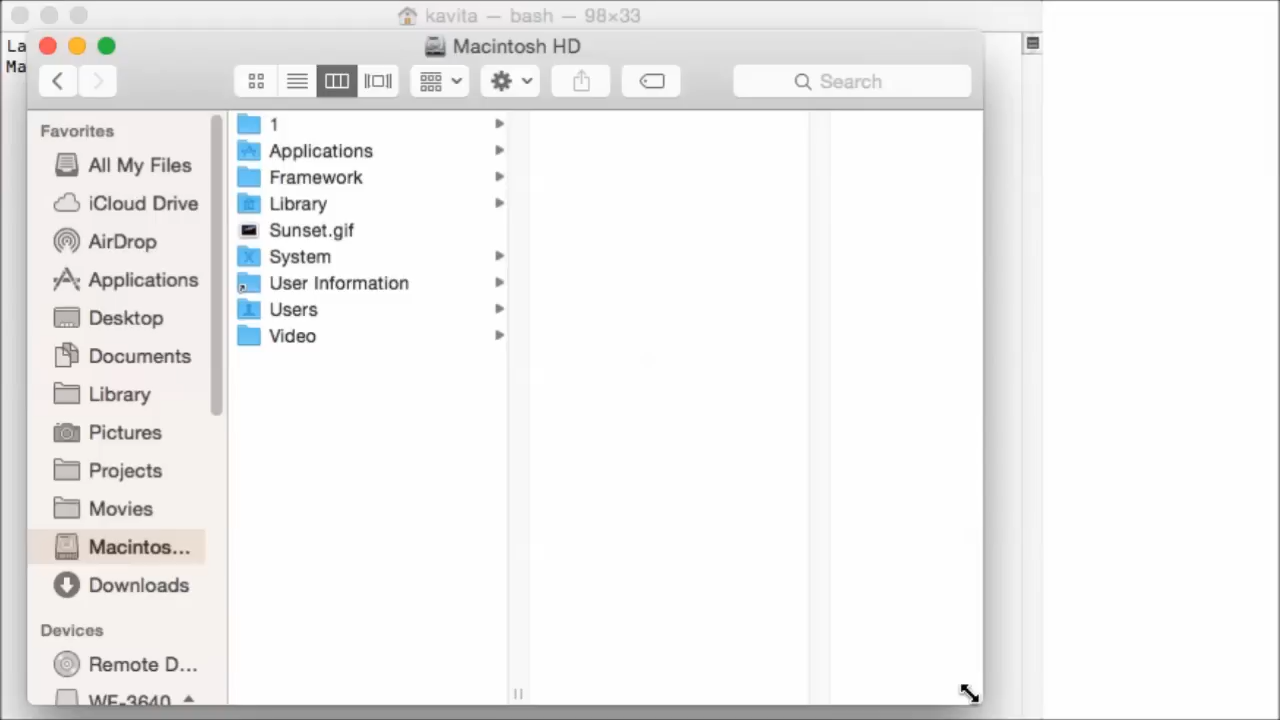 kavita — bash — 98×33
La
Ma
Macintosh HD
Search
Favorites
All My Files
iCloud Drive
AirDrop
Applications
Desktop
Documents
Library
Pictures
Projects
Movies
Macintos...
Downloads
Devices
Remote D...
WF-3640
1
Applications
Framework
Library
Sunset.gif
System
User Information
Users
Video